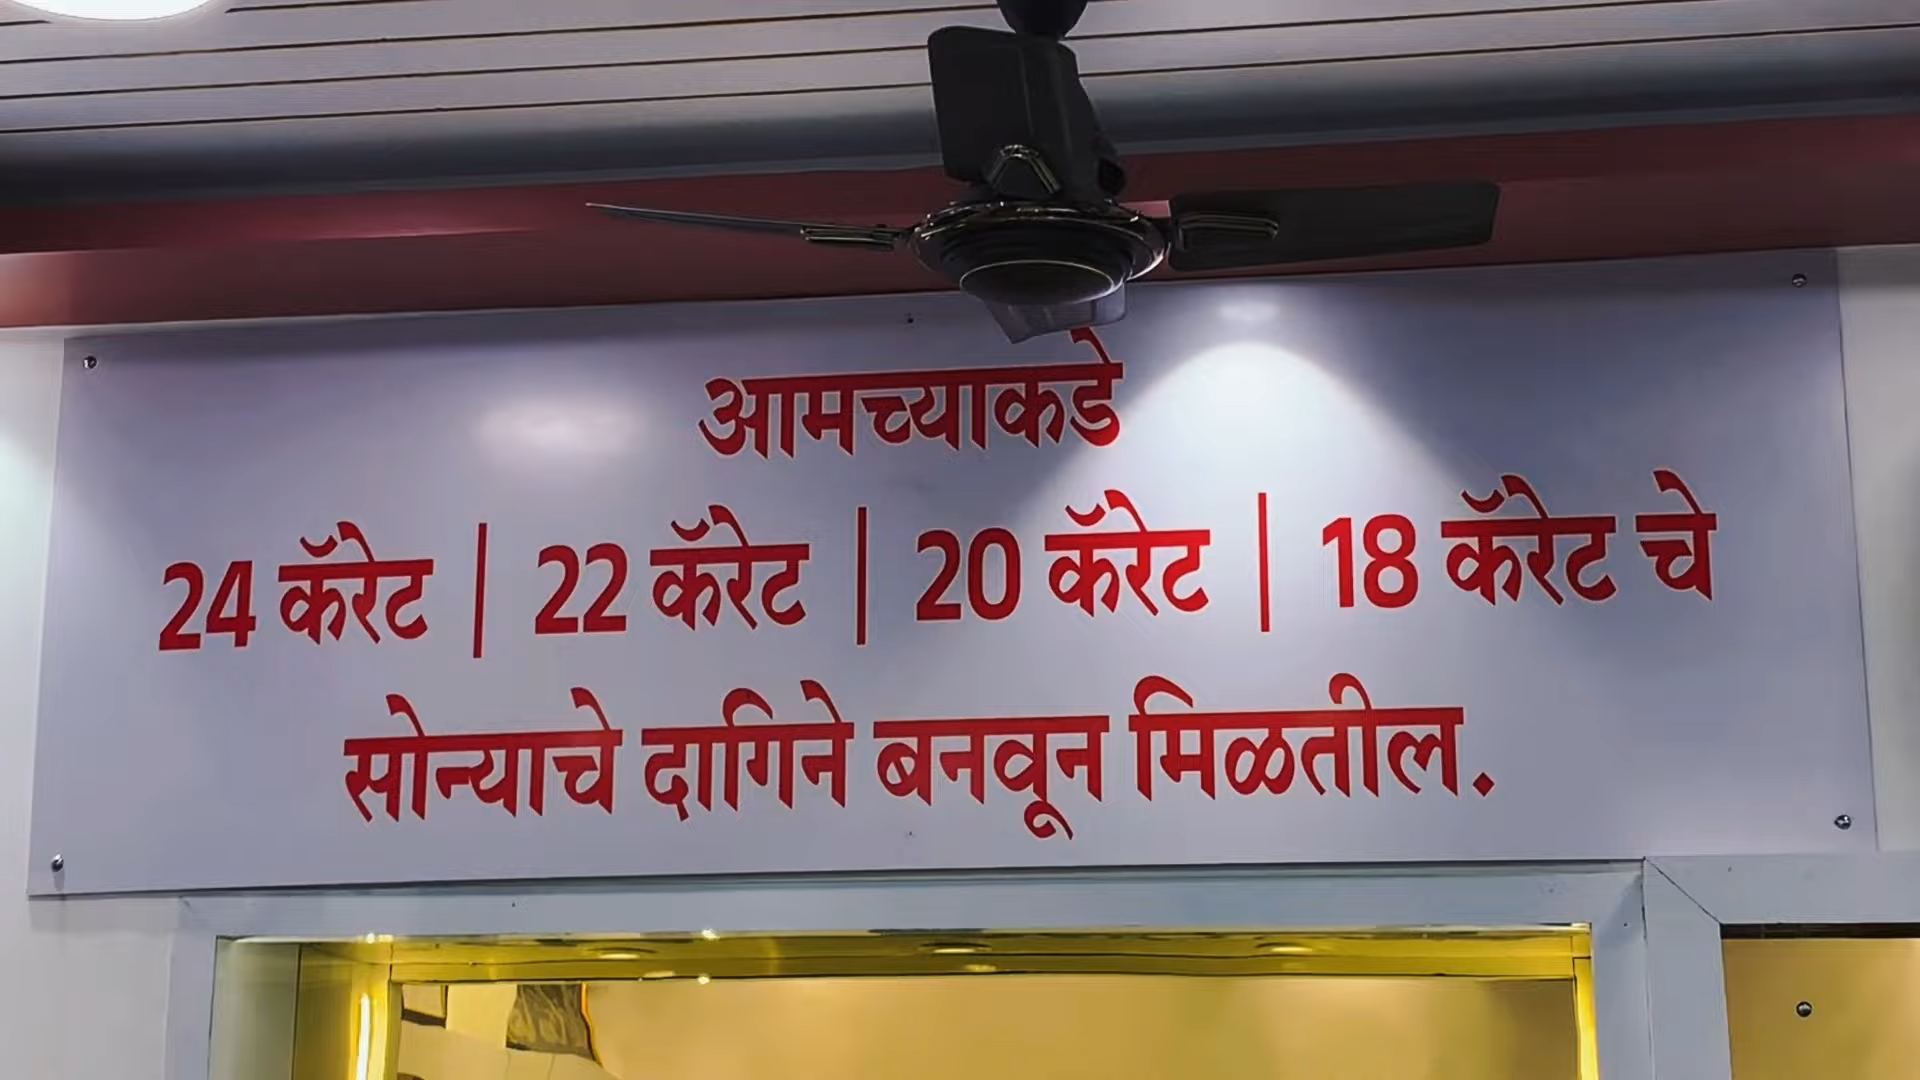 आमच्याकडे
24 कॅरेट | 22 कॅरेट | 20 कॅरेट | 18 कॅरेट चे
सोन्याचे दागिने बनवून मिळतील.